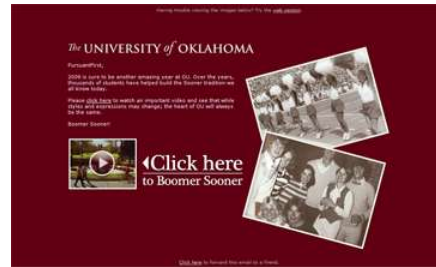 Having trouble viewing the images below? Try the web version.
The UNIVERSITY of OKLAHOMA
PursuantFirst,
2009 is sure to be another amazing year at OU. Over the years,
thousands of students have helped build the Sooner tradition we
all know today.
Please click here to watch an important video and see that while
styles and expressions may change; the heart of OU will always
be the same.
Boomer Sooner!
Click here
to Boomer Sooner
Click here to forward this email to a friend.